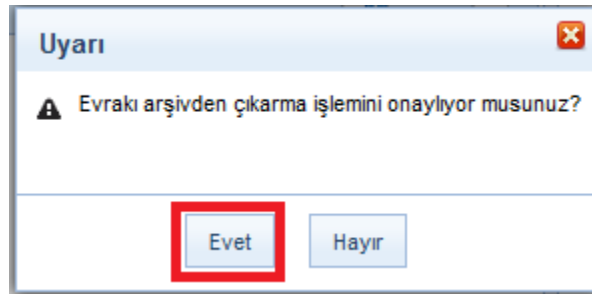 Uyarı
Evrakı arşivden çıkarma işlemini onaylıyor musunuz?
Evet
Hayır